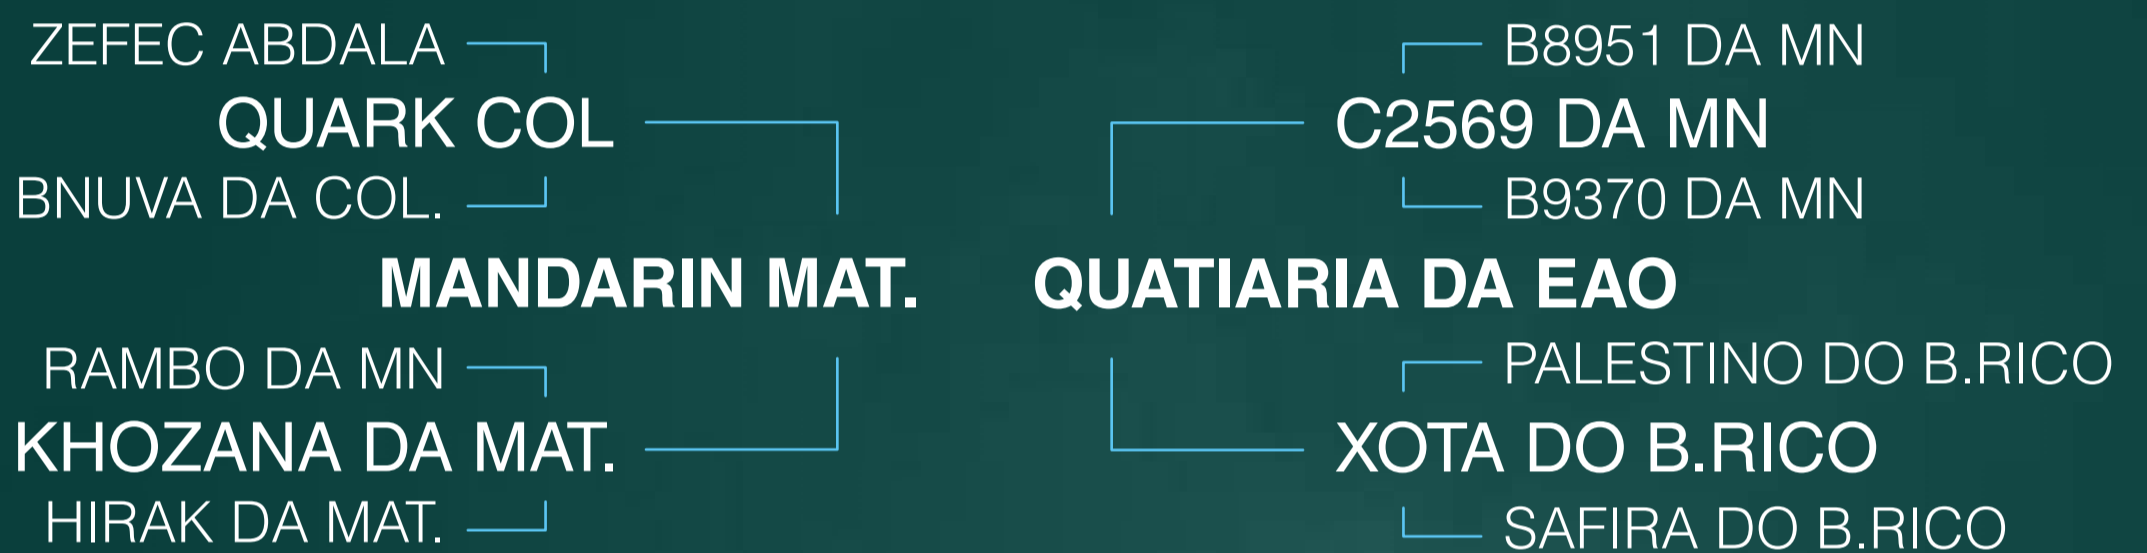 ZEFEC ABDALA
QUARK COL
BNUVA DA COL.
MANDARIN MAT.
RAMBO DA MN
KHOZANA DA MAT.
HIRAK DA MAT.
B8951 DA MN
C2569 DA MN
B9370 DA MN
QUATIARIA DA EAO
PALESTINO DO B.RICO
XOTA DO B.RICO
SAFIRA DO B.RICO